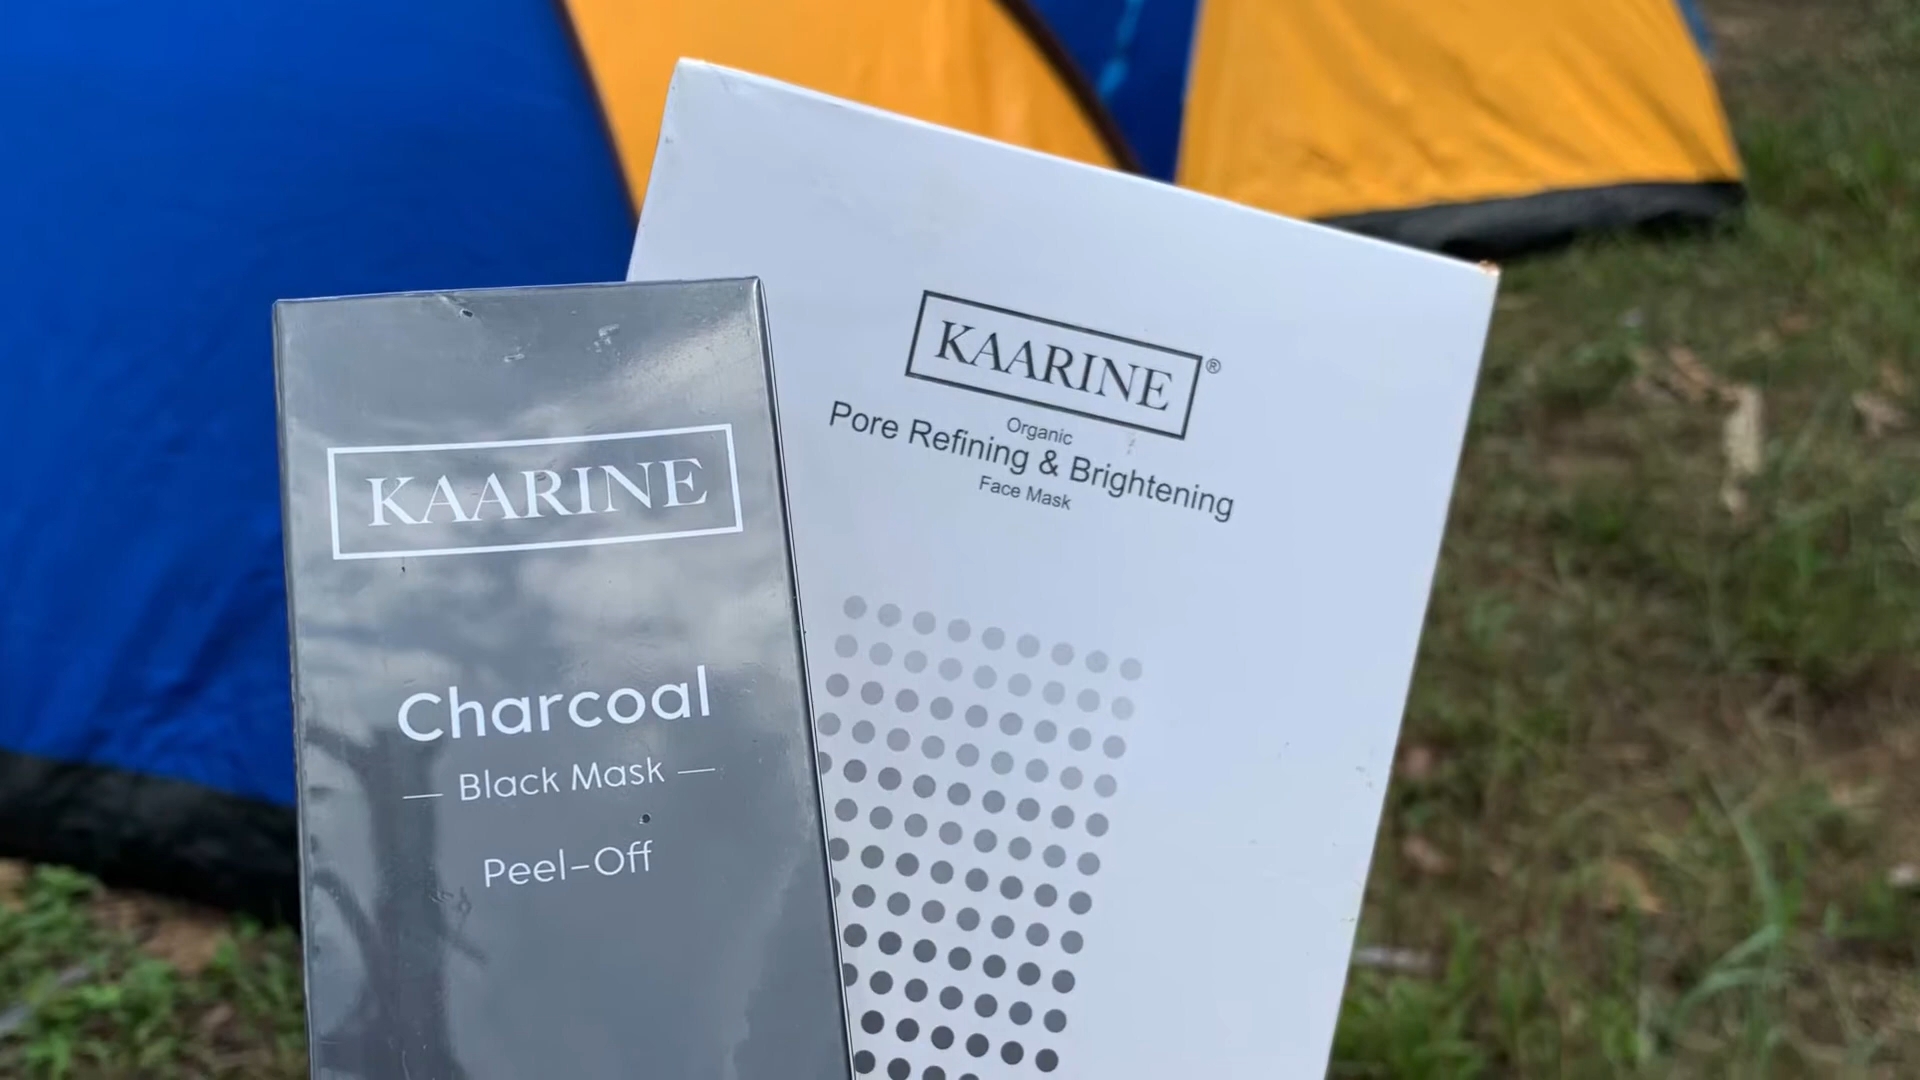 KAARINE
Charcoal
— Black Mask —
Peel-Off
KAARINE®
Organic
Pore Refining & Brightening
Face Mask